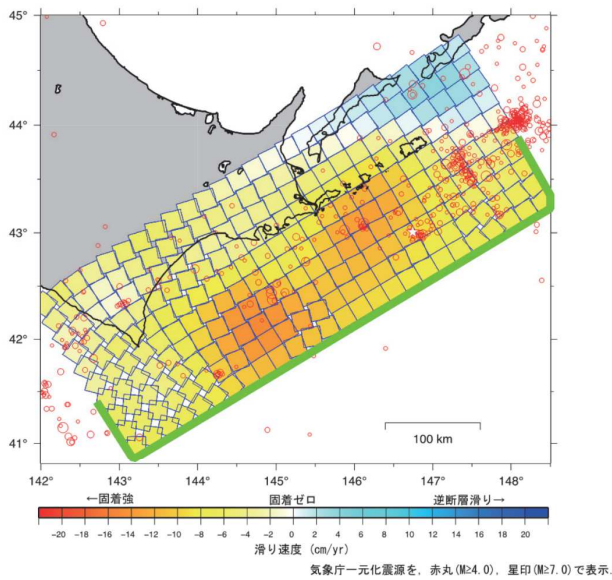 45°
44°
43°
42°
41°
100 km
142° 143° 144° 145° 146° 147° 148°
←固着強 固着ゼロ 逆断層滑り→
-20 -18 -16 -14 -12 -10 -8 -6 -4 -2 0 2 4 6 8 10 12 14 16 18 20
滑り速度 (cm/yr)
気象庁一元化震源を, 赤丸(M≥4.0), 星印(M≥7.0)で表示.